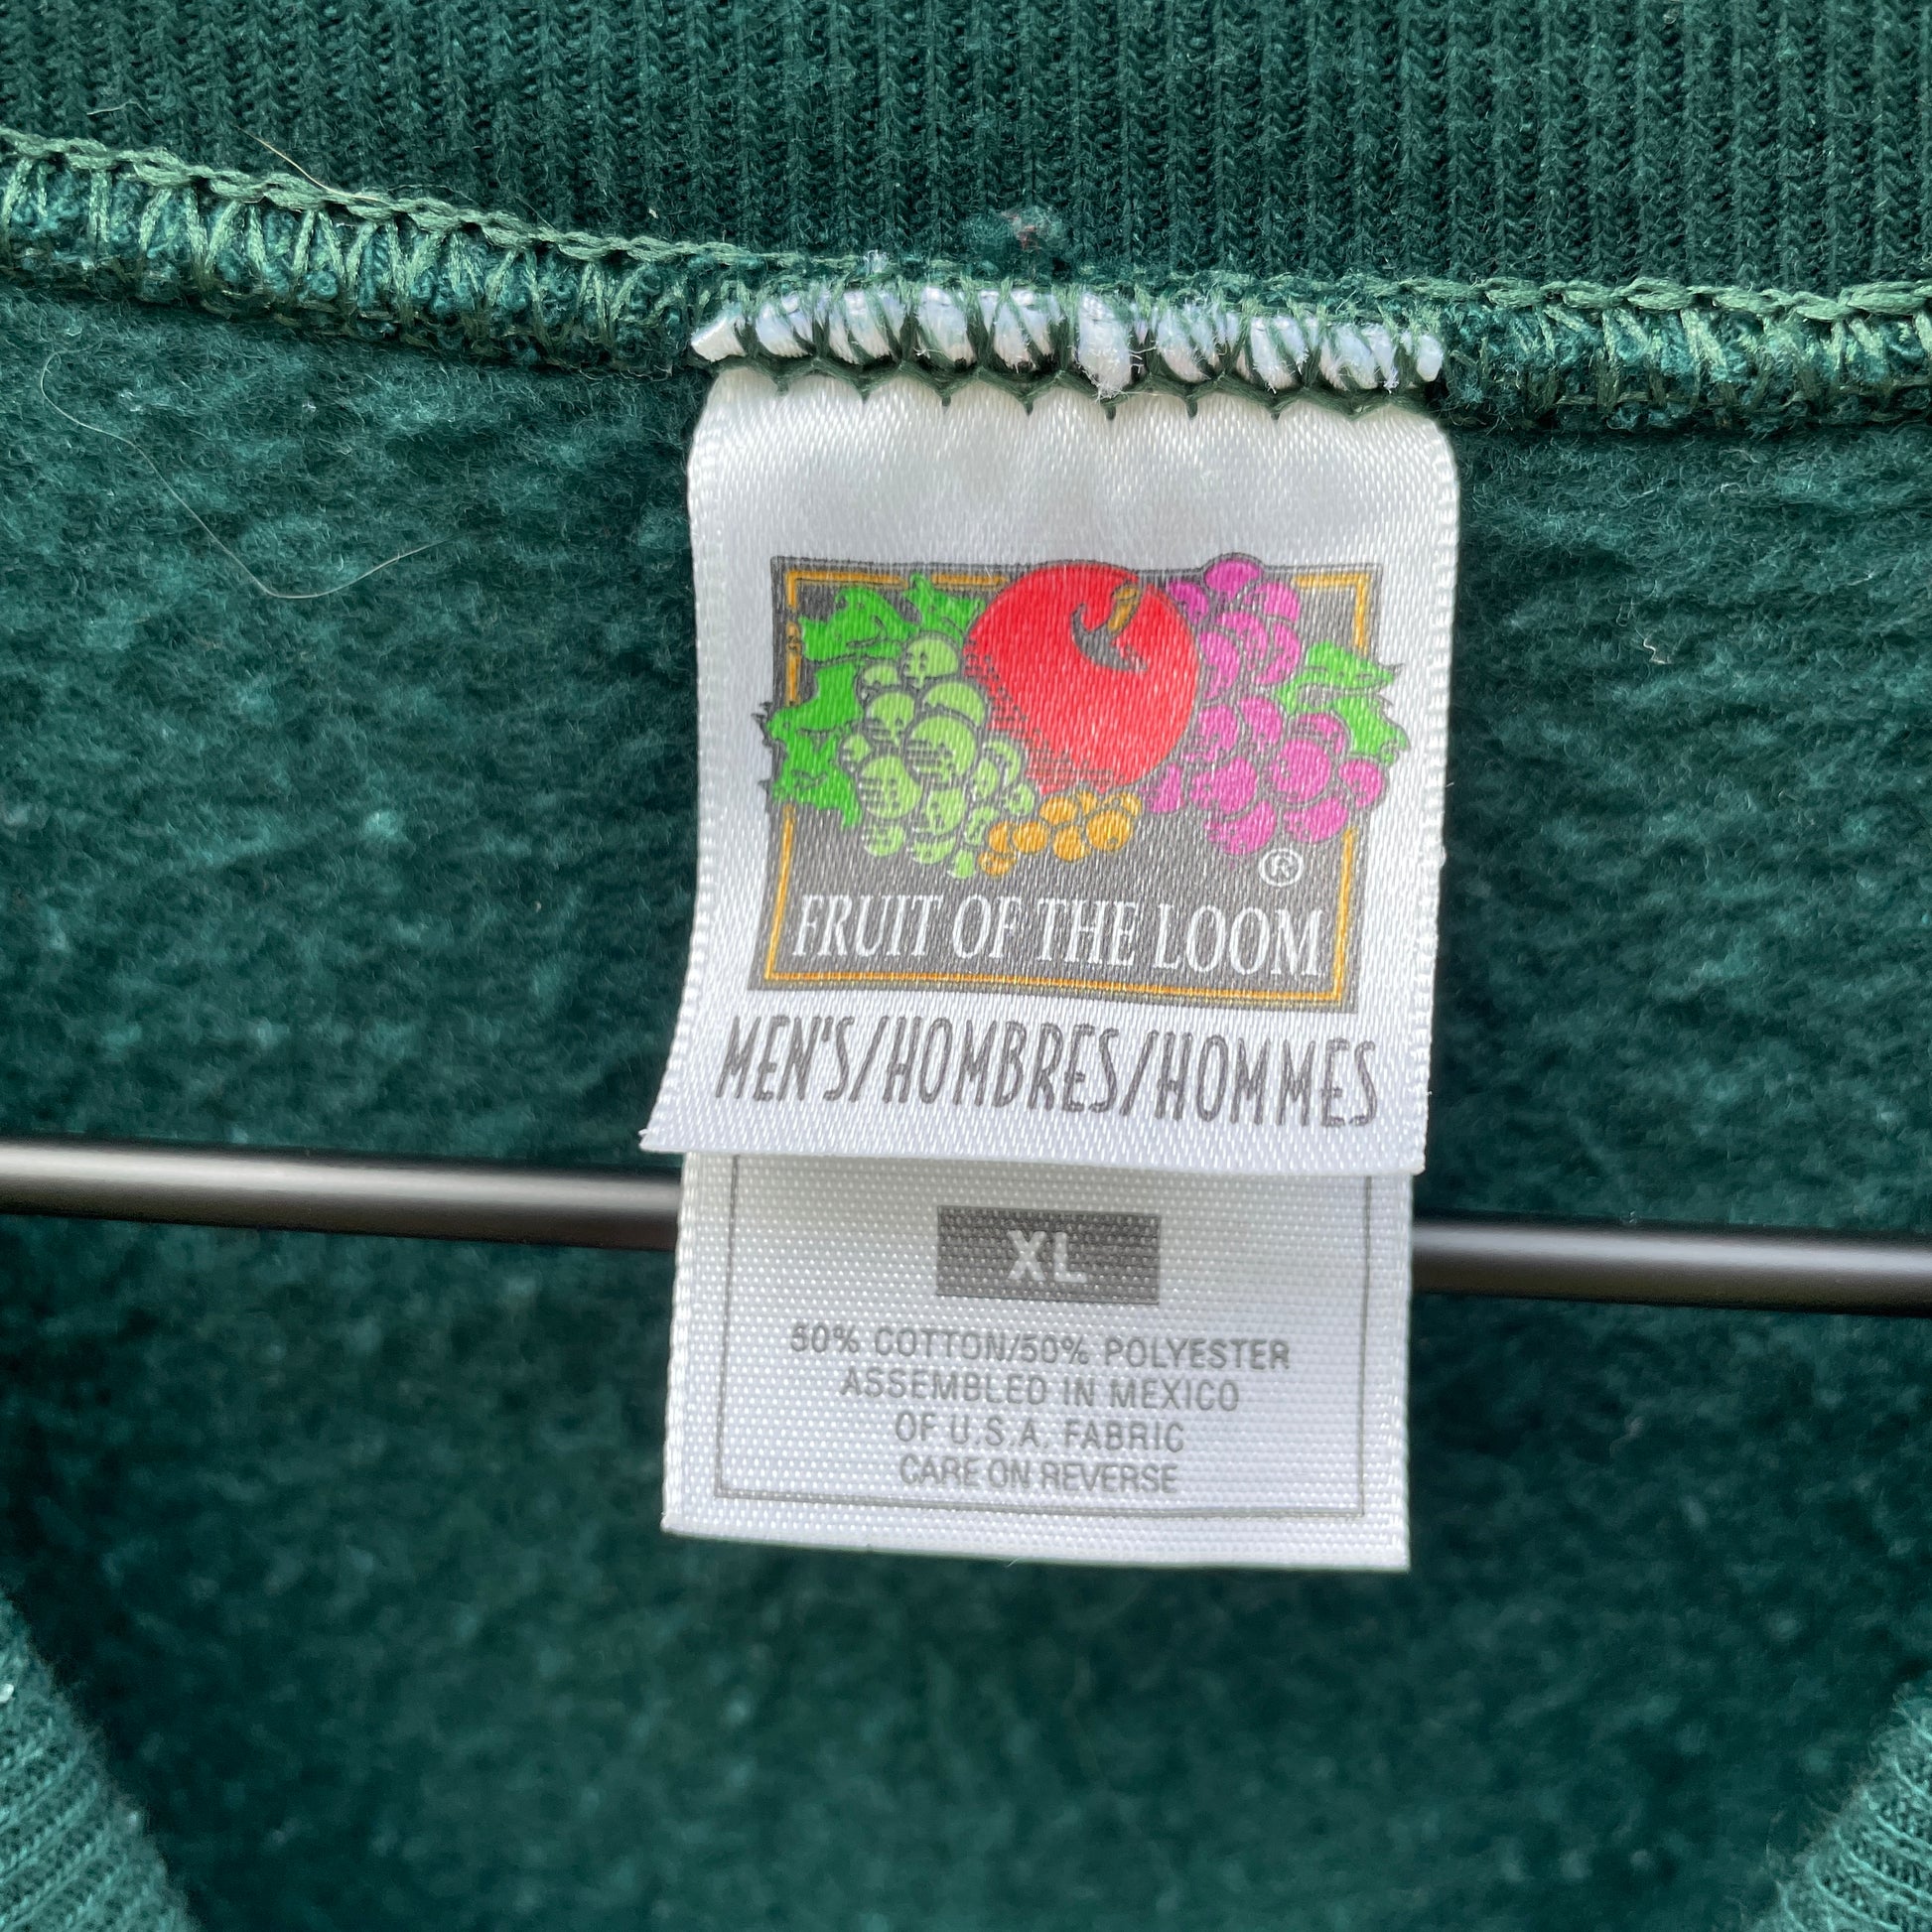 ®
FRUIT OF THE LOOM
MEN'S/HOMBRES/HOMMES
XL
50% COTTON/50% POLYESTER
ASSEMBLED IN MEXICO
OF U.S.A. FABRIC
CARE ON REVERSE